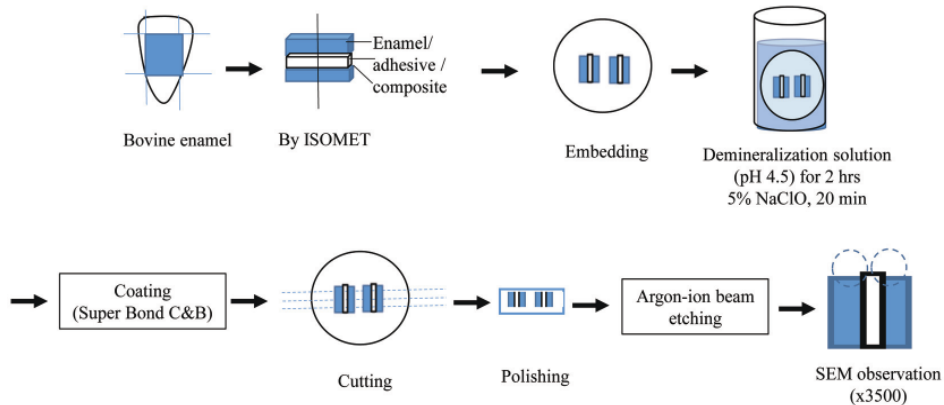 Enamel/
adhesive /
composite
Bovine enamel
By ISOMET
Embedding
Demineralization solution
(pH 4.5) for 2 hrs
5% NaClO, 20 min
Coating
(Super Bond C&B)
Cutting
Polishing
Argon-ion beam
etching
SEM observation
(x3500)